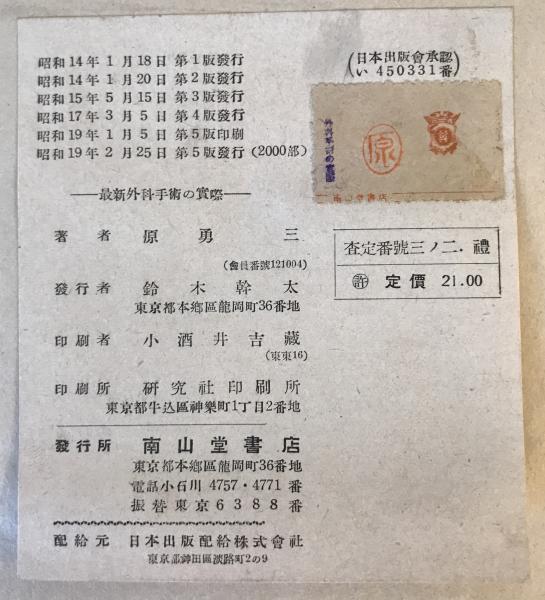 昭和14年1月18日 第1版發行
昭和14年1月20日 第2版發行
昭和15年5月15日 第3版發行
昭和17年3月5日 第4版發行
昭和19年1月5日 第5版印刷
昭和19年2月25日 第5版發行(2000部)
(日本出版會承認
い 450331番)
原
南山堂書店
——最新外科手術の實際——
著者 原勇三
(會員番號121004)
發行者 鈴木幹太
東京都本鄕區龍岡町36番地
印刷者 小酒井吉藏
(東東16)
印刷所 硏究社印刷所
東京都牛込區神樂町1丁目2番地
發行所 南山堂書店
東京都本鄕區龍岡町36番地
電話小石川 4757・4771 番
振替東京 6388 番
配給元 日本出版配給株式會社
東京都神田區淡路町2の9
査定番號三ノ二. 禮
許 定價 21.00